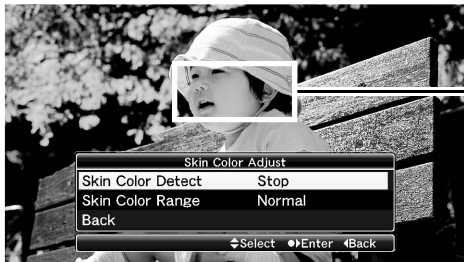 Skin Color Adjust
Skin Color Detect Stop
Skin Color Range Normal
Back
Select Enter Back